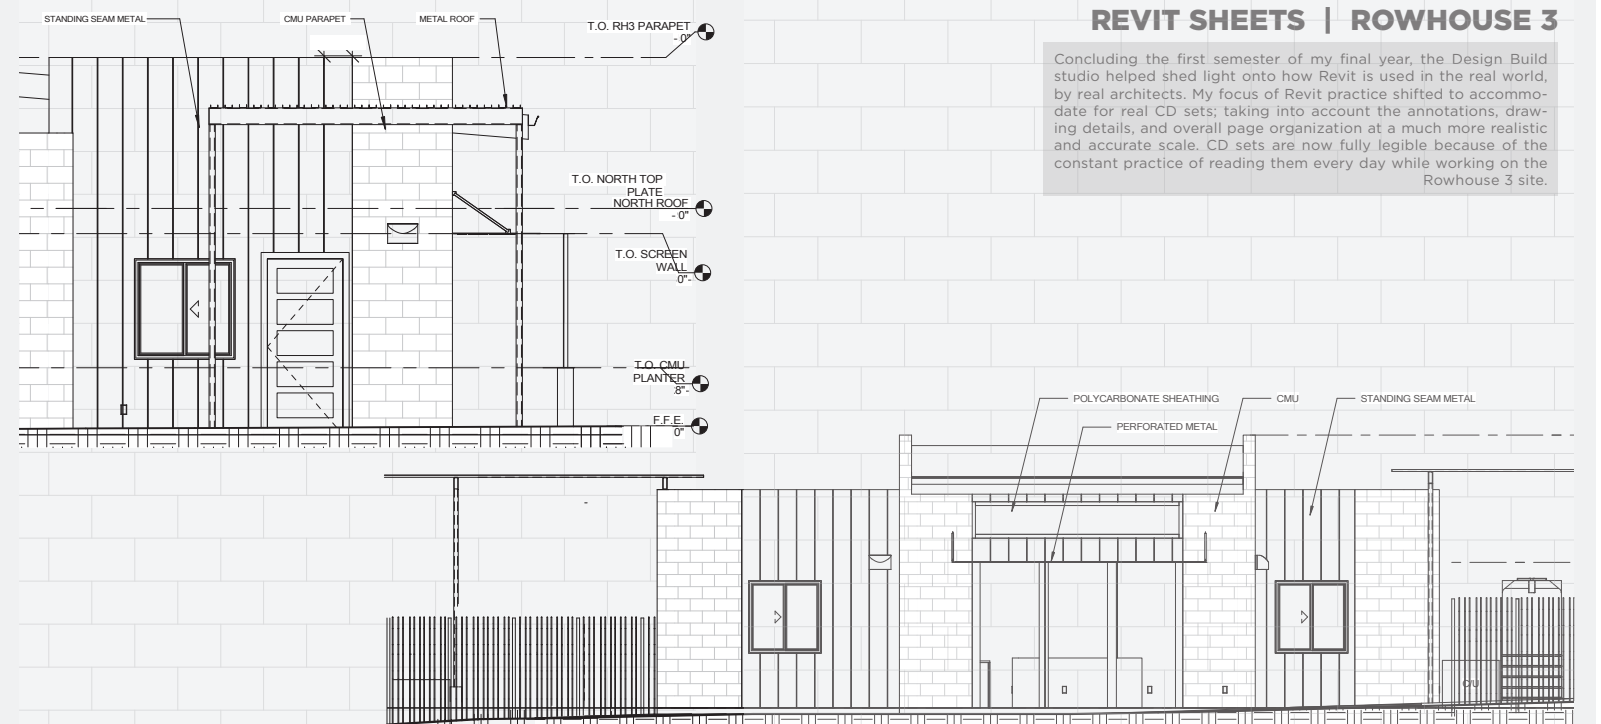 REVIT SHEETS | ROWHOUSE 3
Concluding the first semester of my final year, the Design Build
studio helped shed light onto how Revit is used in the real world,
by real architects. My focus of Revit practice shifted to accommo-
date for real CD sets; taking into account the annotations, draw-
ing details, and overall page organization at a much more realistic
and accurate scale. CD sets are now fully legible because of the
constant practice of reading them every day while working on the
Rowhouse 3 site.
STANDING SEAM METAL
CMU PARAPET
METAL ROOF
T.O. RH3 PARAPET
- 0"
T.O. NORTH TOP
PLATE
NORTH ROOF
- 0"
T.O. SCREEN
WALL
0"-
T.O. CMU
PLANTER
8"-
F.F.E.
0"
POLYCARBONATE SHEATHING
CMU
STANDING SEAM METAL
PERFORATED METAL
C/U